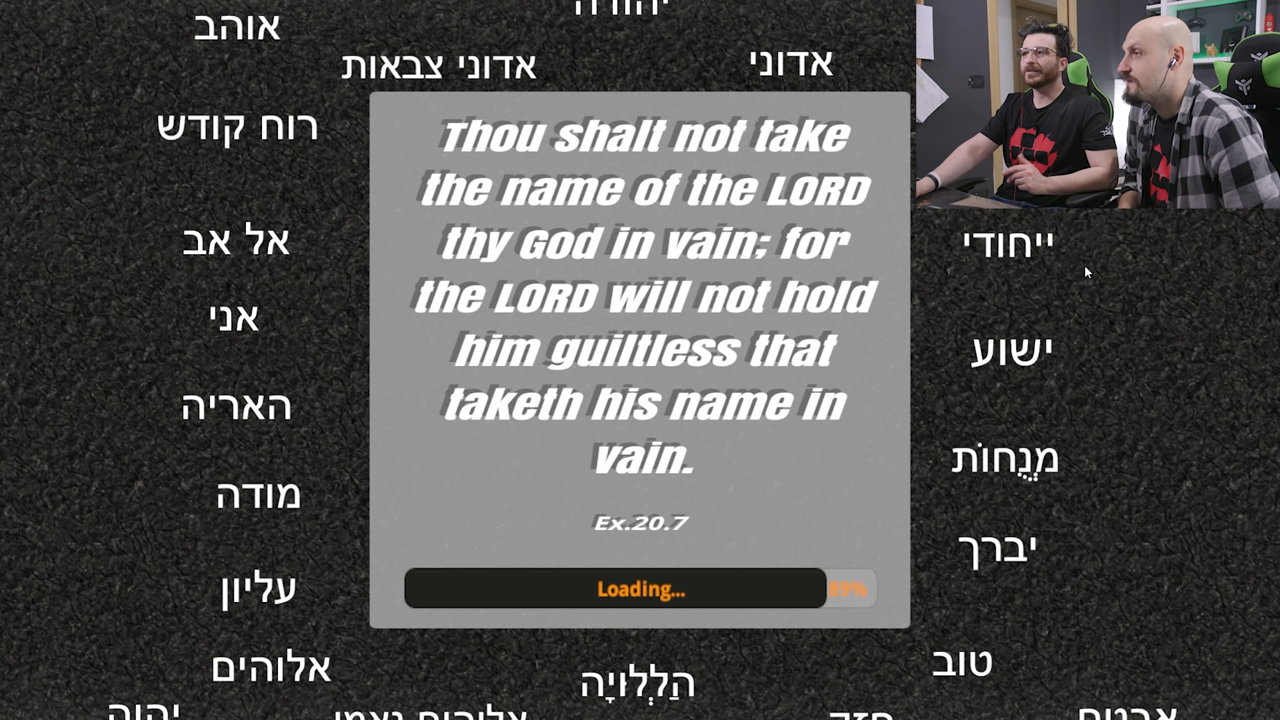 אוהב
אדוני צבאות
אדוני
רוח קודש
Thou shalt not take
the name of the LORD
thy God in vain; for
the LORD will not hold
him guiltless that
taketh his name in
vain.
Ex.20.7
Loading...
אל אב
אני
האריה
מודה
עליון
אלוהים
ייחודי
ישוע
יברך
טוב
הַלְלוּיָה